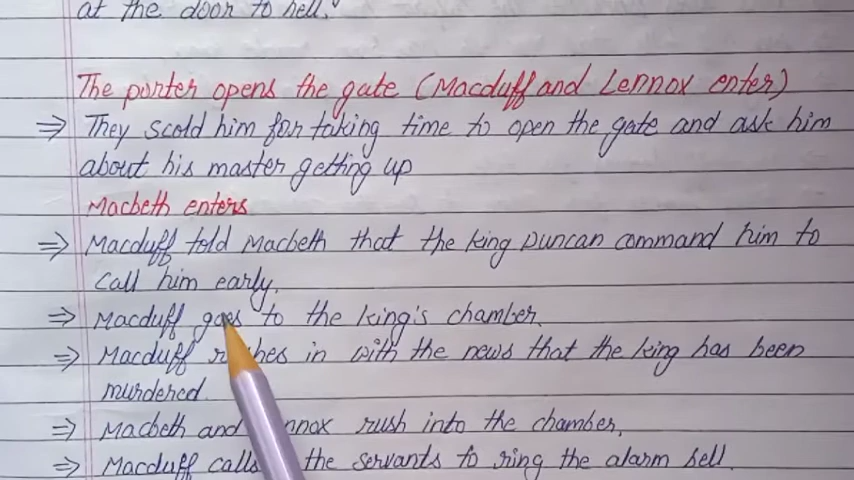 at the door to hell."
The porter opens the gate (Macduff and Lennox enter)
⇒ They scold him for taking time to open the gate and ask him
about his master getting up
Macbeth enters
⇒ Macduff told Macbeth that the king Duncan command him to
call him early.
⇒ Macduff goes to the king's chamber.
⇒ Macduff in with the news that the king has been
murdered.
⇒ Macbeth and rush into the chamber.
⇒ Macduff calls the servants to ring the alarm bell.